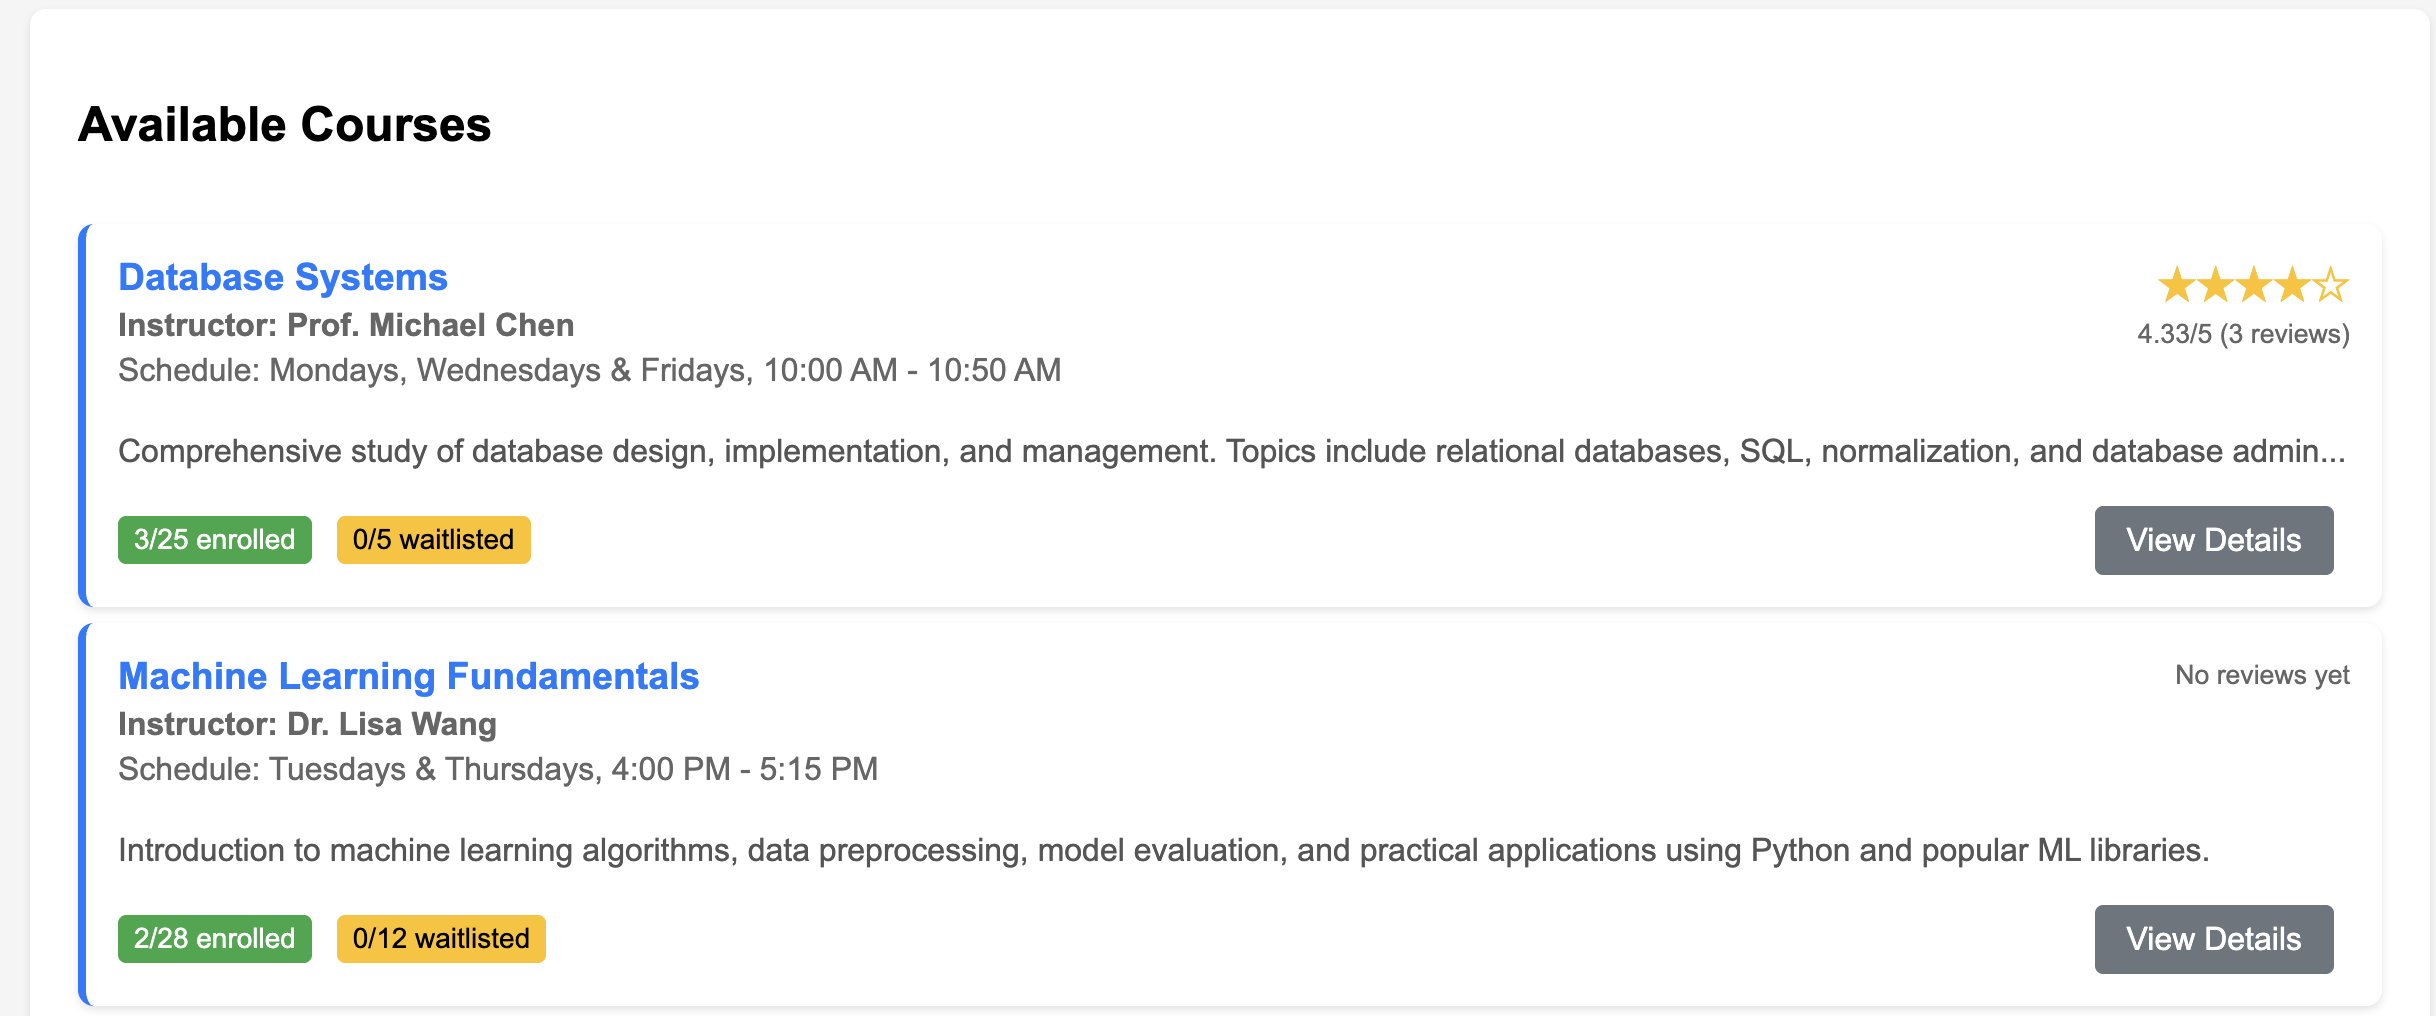 Available Courses
Database Systems
★★★★☆
Instructor: Prof. Michael Chen
4.33/5 (3 reviews)
Schedule: Mondays, Wednesdays & Fridays, 10:00 AM - 10:50 AM
Comprehensive study of database design, implementation, and management. Topics include relational databases, SQL, normalization, and database admin...
3/25 enrolled
0/5 waitlisted
View Details
Machine Learning Fundamentals
No reviews yet
Instructor: Dr. Lisa Wang
Schedule: Tuesdays & Thursdays, 4:00 PM - 5:15 PM
Introduction to machine learning algorithms, data preprocessing, model evaluation, and practical applications using Python and popular ML libraries.
2/28 enrolled
0/12 waitlisted
View Details